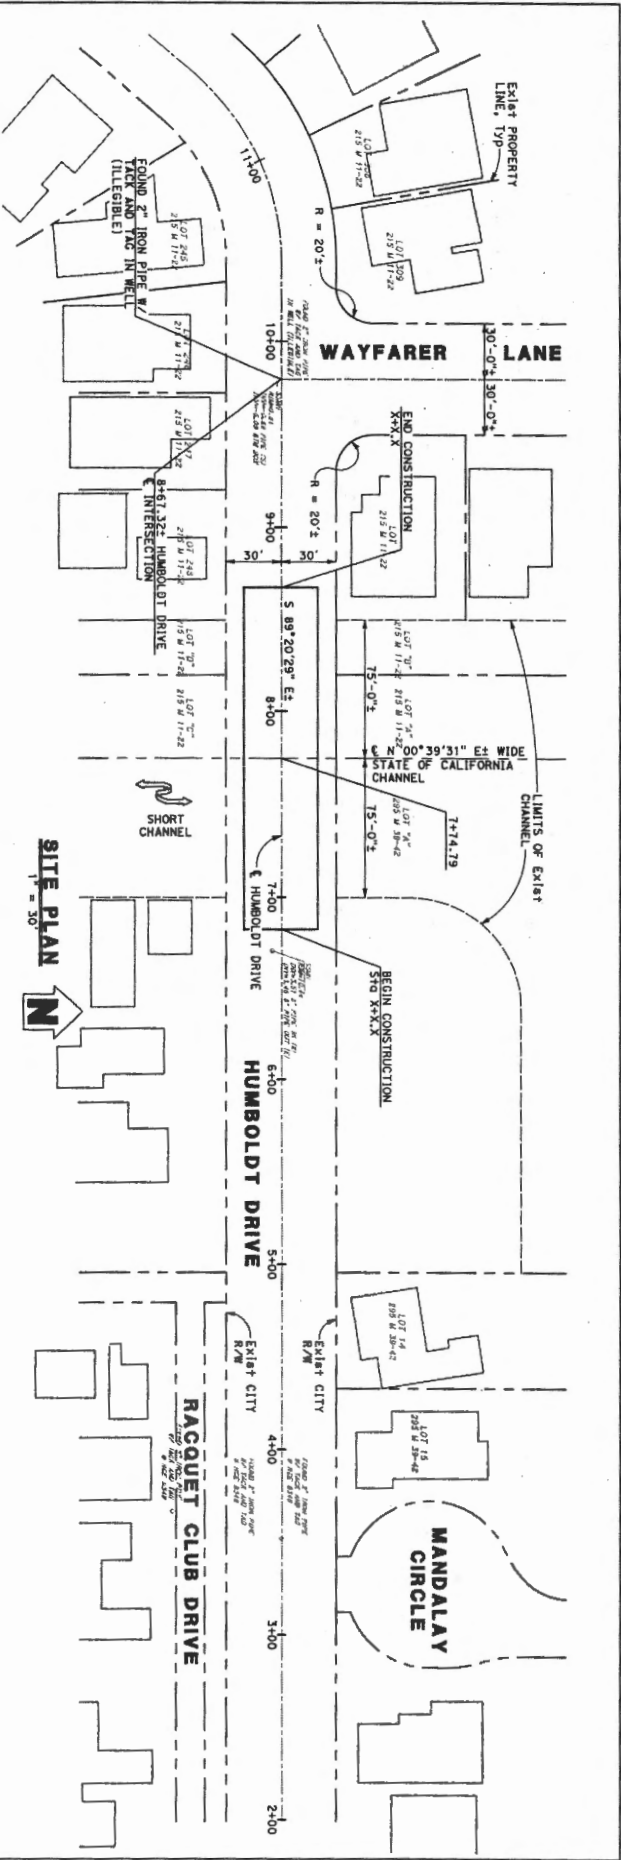 Exist PROPERTY
LINE, Typ
LOT 309
215 M 11-22
R = 20'±
11+00
FOUND 2" IRON PIPE W/
TACK AND TAG IN WELL
(ILLEGIBLE)
LOT 245
215 M 11-22
215 M 11-22
215 M 11-22
LOT 248
215 M 11-22
10+00
WAYFARER LANE
30'-0"± 30'-0"±
END CONSTRUCTION
X+X.X
R = 20'±
LOT
215 M 11-22
9+00
30' 30'
8+67.32± HUMBOLDT DRIVE
℄ INTERSECTION
S 89°20'29" E±
LOT "D"
215 M 11-22
LOT "C"
215 M 11-22
LOT "A"
215 M 11-22
75'-0"±
8+00
℄ N 00°39'31" E± WIDE
STATE OF CALIFORNIA
CHANNEL
LIMITS OF Exist
CHANNEL
7+74.79
LOT "A"
295 M 39-42
75'-0"±
SHORT
CHANNEL
7+00
℄ HUMBOLDT DRIVE
BEGIN CONSTRUCTION
Sta X+X.X
SITE PLAN
1" = 30'
N
6+00
HUMBOLDT DRIVE
5+00
Exist CITY
R/W
Exist CITY
R/W
LOT 14
295 M 39-42
LOT 15
295 M 39-42
4+00
RACQUET CLUB DRIVE
MANDALAY
CIRCLE
3+00
2+00